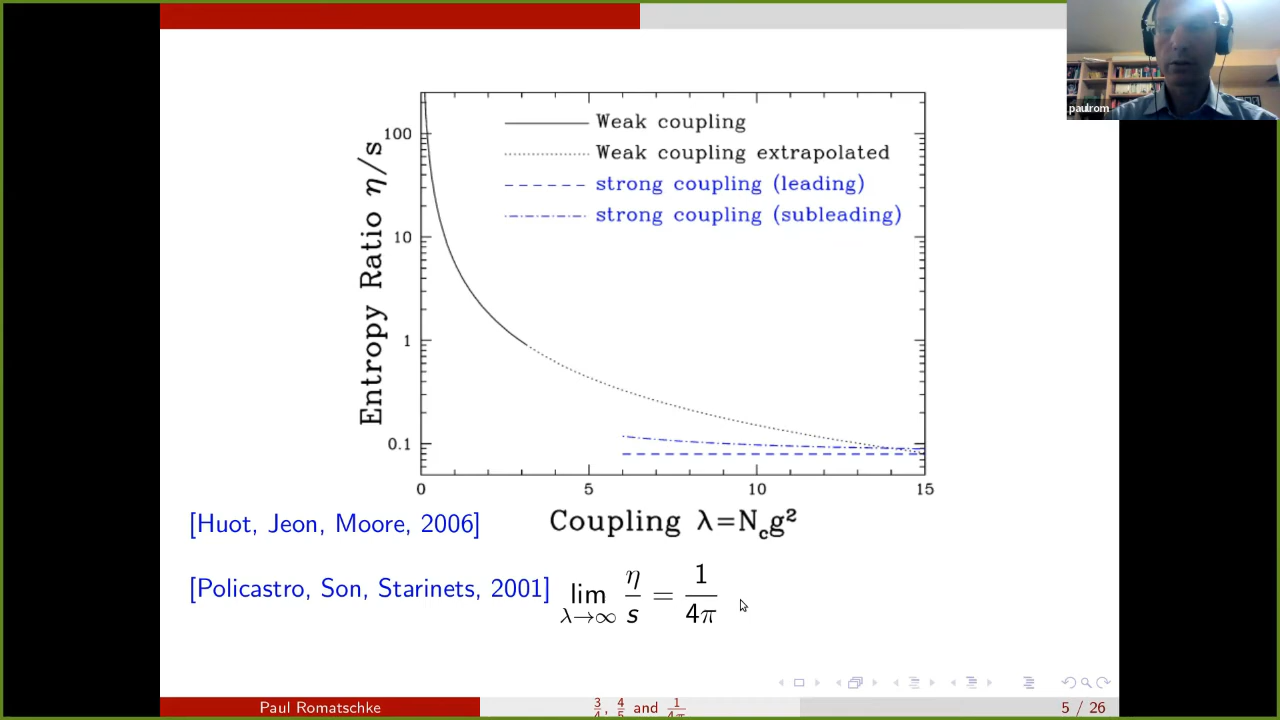 paulrom
Entropy Ratio η/s
100
10
1
0.1
Weak coupling
Weak coupling extrapolated
strong coupling (leading)
strong coupling (subleading)
0 5 10 15
Coupling λ=N_c g²
[Huot, Jeon, Moore, 2006]
[Policastro, Son, Starinets, 2001] lim_{λ→∞} η/s = 1/4π
Paul Romatschke 3/4, 4/5 and 1/4π 5 / 26